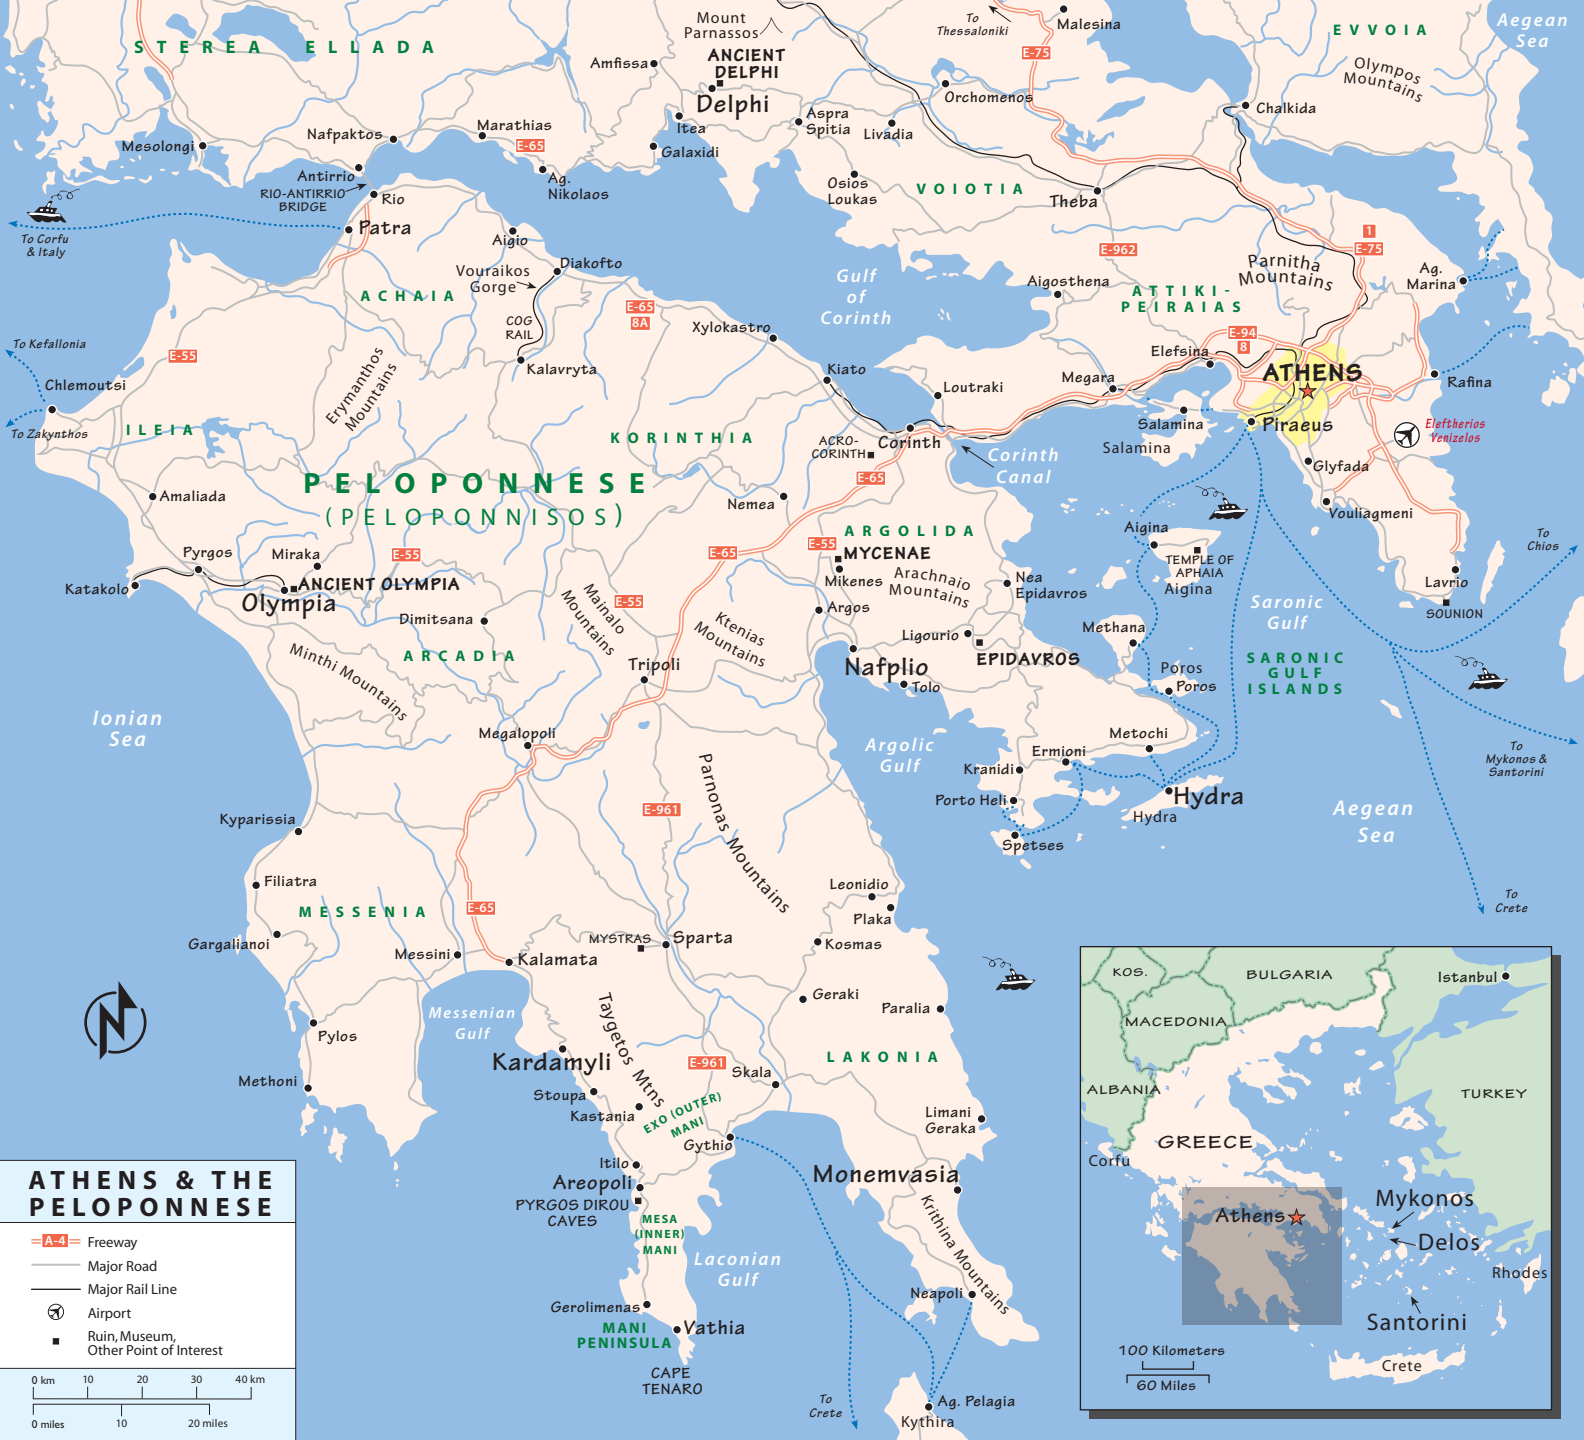 STEREA ELLADA
Mount
Parnassos
ANCIENT
DELPHI
Delphi
Amfissa
Itea
Galaxidi
Aspra
Spitia
Livadia
Orchomenos
Osios
Loukas
VOIOTIA
Theba
To
Thessaloniki
Malesina
E-75
EVVOIA
Olympos
Mountains
Aegean
Sea
Chalkida
Mesolongi
Nafpaktos
Marathias
E-65
Antirrio
RIO-ANTIRRIO
BRIDGE
Rio
Ag.
Nikolaos
Patra
To Corfu
& Italy
Aigio
Diakofto
Vouraikos
Gorge
COG
RAIL
Kalavryta
ACHAIA
E-65
8A
Xylokastro
Gulf
of
Corinth
Aigosthena
E-962
ATTIKI-
PEIRAIAS
Parnitha
Mountains
1
E-75
Ag.
Marina
E-94
8
Elefsina
ATHENS
Rafina
Megara
Loutraki
Kiato
Corinth
ACRO-
CORINTH
Corinth
Canal
Salamina
Salamina
Piraeus
Eleftherios
Venizelos
Glyfada
Vouliagmeni
To Kefallonia
Chlemoutsi
To Zakynthos
E-55
ILEIA
Erymanthos
Mountains
KORINTHIA
PELOPONNESE
(PELOPONNISOS)
E-65
Nemea
Amaliada
Pyrgos
Miraka
E-55
Katakolo
ANCIENT OLYMPIA
Olympia
Dimitsana
E-65
E-55
ARGOLIDA
MYCENAE
Mikenes
Arachnaio
Mountains
Nea
Epidavros
Aigina
TEMPLE OF
APHAIA
Aigina
Saronic
Gulf
To
Chios
Lavrio
SOUNION
Mainalo
Mountains
E-55
Ktenias
Mountains
Argos
Ligourio
EPIDAVROS
Methana
Nafplio
Tolo
Poros
Poros
SARONIC
GULF
ISLANDS
Minthi Mountains
ARCADIA
Tripoli
Megalopoli
Ionian
Sea
Argolic
Gulf
Metochi
Ermioni
Kranidi
Porto Heli
Spetses
Hydra
Hydra
To
Mykonos &
Santorini
Aegean
Sea
To
Crete
Parnonas Mountains
E-961
Kyparissia
Filiatra
MESSENIA
E-65
Gargalianoi
Messini
Kalamata
MYSTRAS
Sparta
Leonidio
Plaka
Kosmas
Geraki
Paralia
Messenian
Gulf
Pylos
Methoni
Taygetos Mtns
Kardamyli
Stoupa
Kastania
E-961
Skala
LAKONIA
EXO (OUTER)
MANI
Gythio
Limani
Geraka
Itilo
Areopoli
PYRGOS DIROU
CAVES
MESA
(INNER)
MANI
Monemvasia
Krithina Mountains
Laconian
Gulf
Neapoli
Gerolimenas
MANI
PENINSULA
Vathia
CAPE
TENARO
To
Crete
Ag. Pelagia
Kythira
ATHENS & THE
PELOPONNESE
A-4 Freeway
Major Road
Major Rail Line
Airport
Ruin, Museum,
Other Point of Interest
0 km 10 20 30 40 km
0 miles 10 20 miles
KOS.
BULGARIA
Istanbul
MACEDONIA
ALBANIA
TURKEY
GREECE
Corfu
Athens
Mykonos
Delos
Rhodes
Santorini
100 Kilometers
60 Miles
Crete